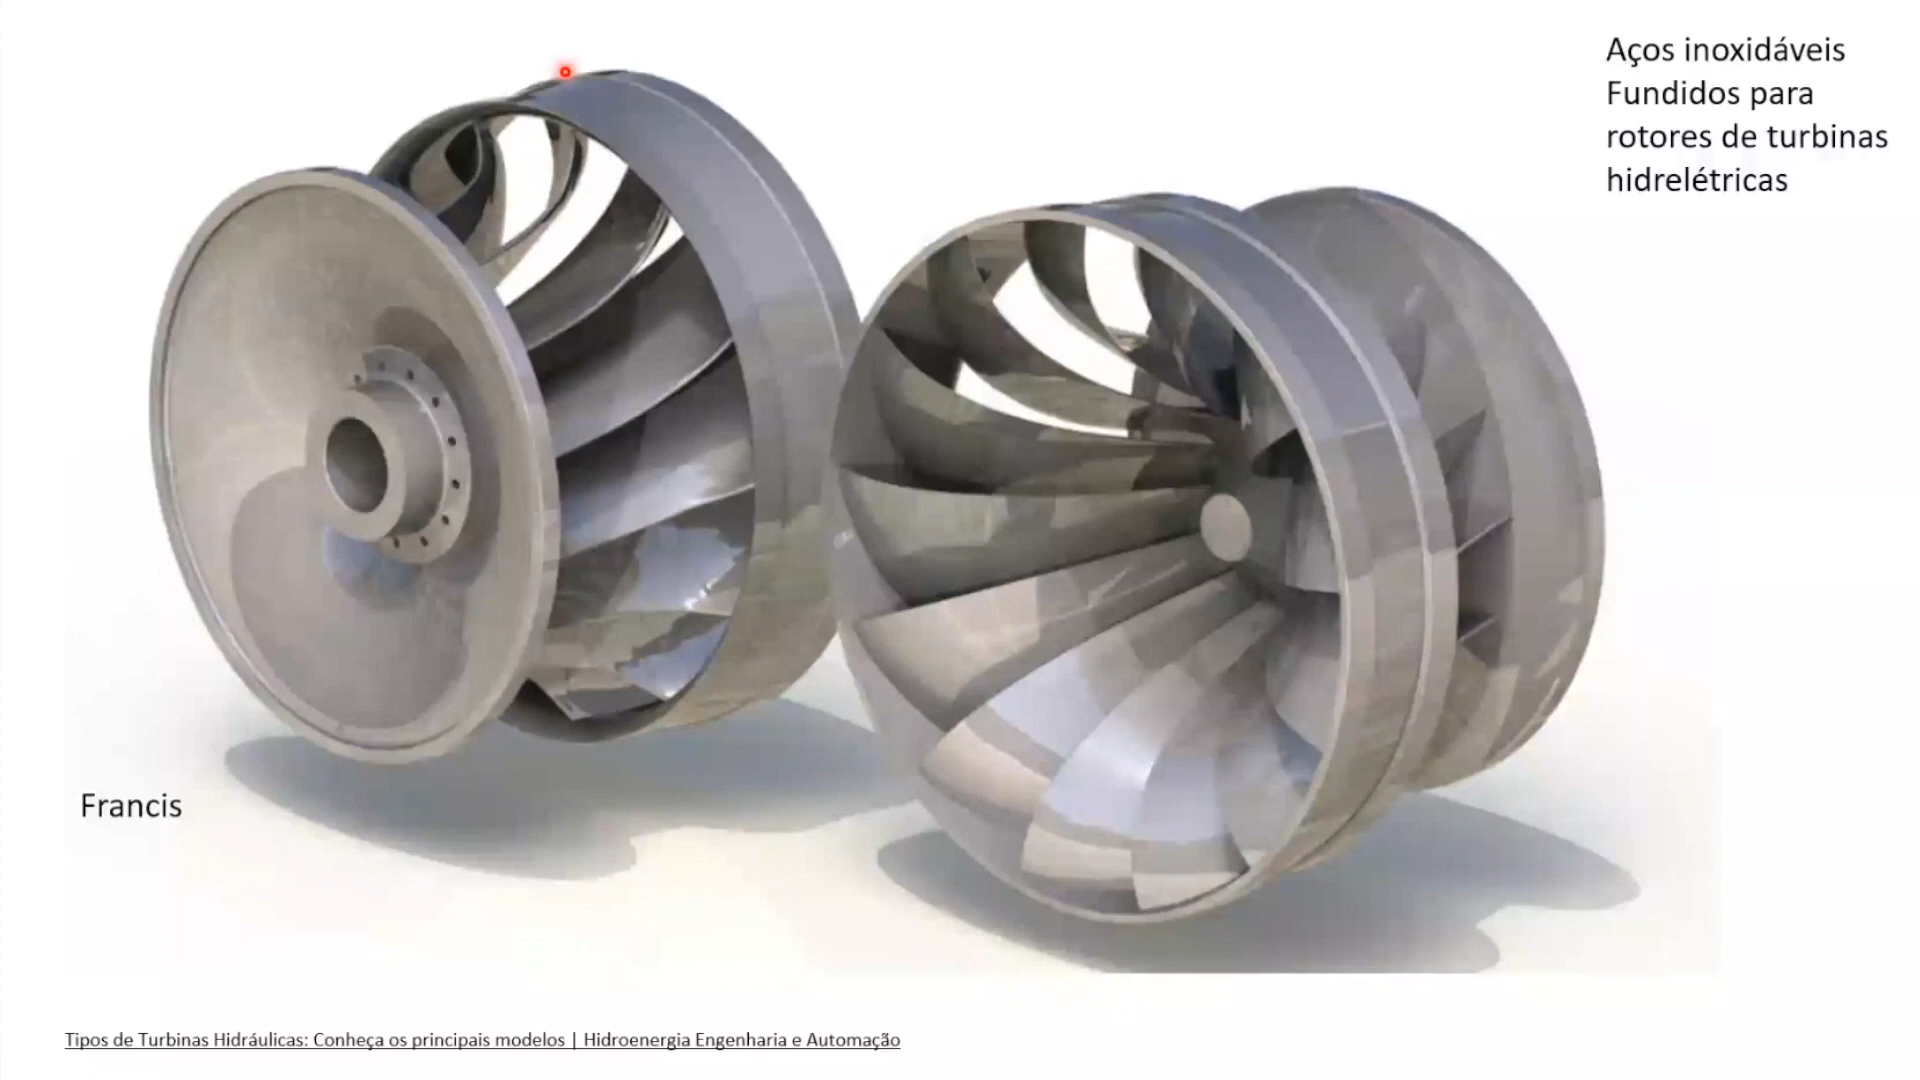 Aços inoxidáveis
Fundidos para
rotores de turbinas
hidrelétricas
Francis
Tipos de Turbinas Hidráulicas: Conheça os principais modelos | Hidroenergia Engenharia e Automação